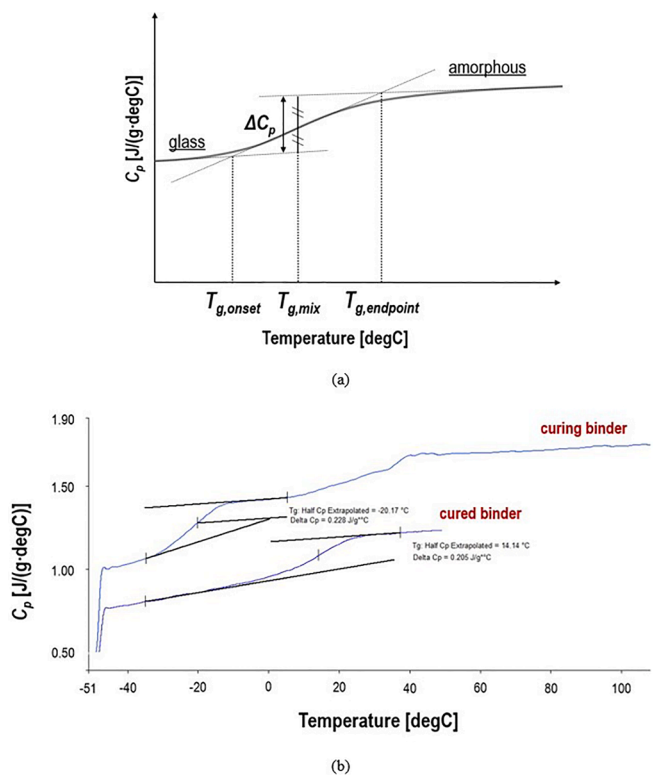 amorphous
glass
ΔCp
Cp [J/(g·degC)]
Tg,onset Tg,mix Tg,endpoint
Temperature [degC]
(a)
1.90
curing binder
1.50
Tg: Half Cp Extrapolated = -20.17 °C
Delta Cp = 0.228 J/g*°C
cured binder
Tg: Half Cp Extrapolated = 14.14 °C
Delta Cp = 0.205 J/g*°C
1.00
Cp [J/(g·degC)]
0.50
-51 -40 -20 0 20 40 60 80 100
Temperature [degC]
(b)